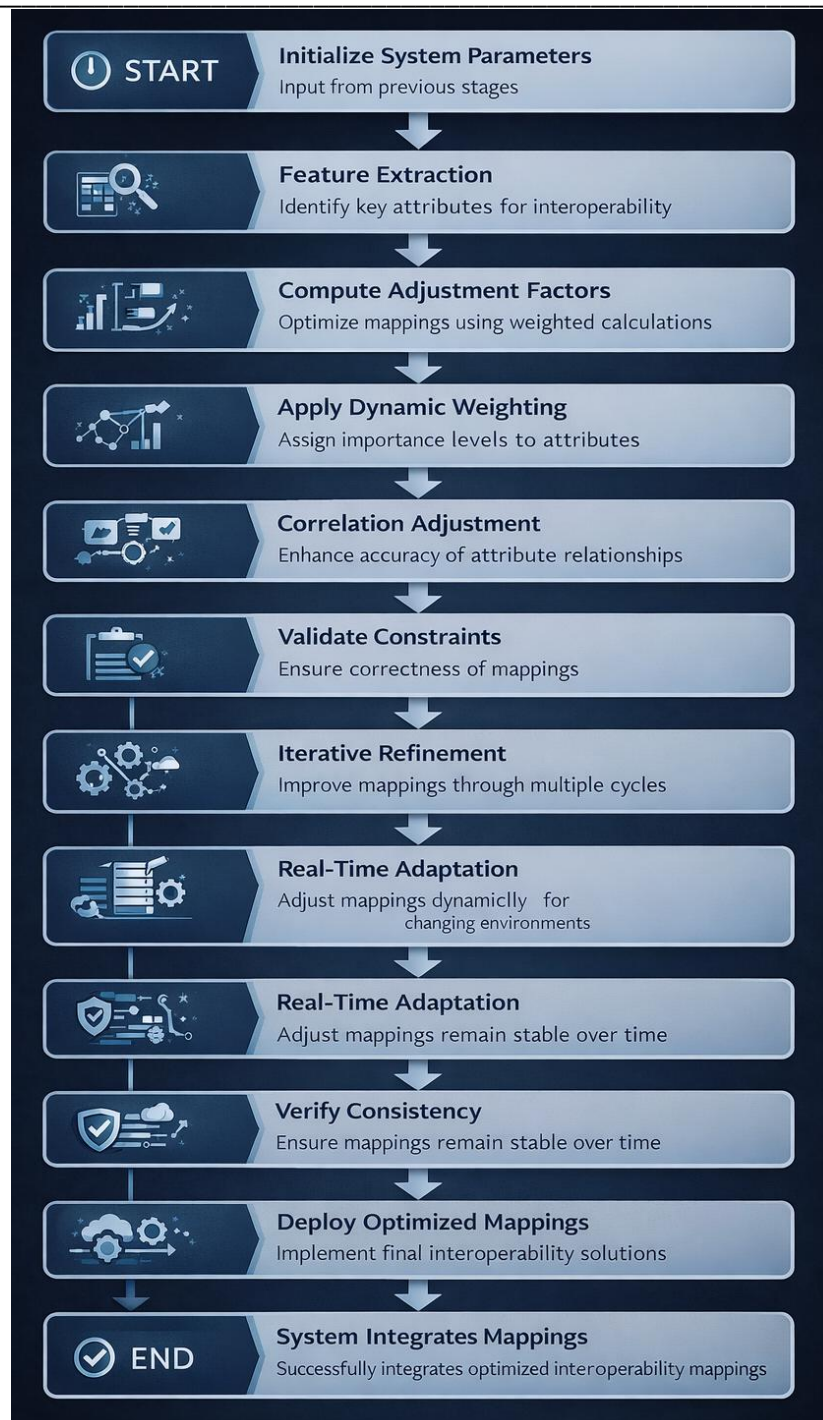 START
Initialize System Parameters
Input from previous stages
Feature Extraction
Identify key attributes for interoperability
Compute Adjustment Factors
Optimize mappings using weighted calculations
Apply Dynamic Weighting
Assign importance levels to attributes
Correlation Adjustment
Enhance accuracy of attribute relationships
Validate Constraints
Ensure correctness of mappings
Iterative Refinement
Improve mappings through multiple cycles
Real-Time Adaptation
Adjust mappings dynamiclly for
changing environments
Real-Time Adaptation
Adjust mappings remain stable over time
Verify Consistency
Ensure mappings remain stable over time
Deploy Optimized Mappings
Implement final interoperability solutions
END
System Integrates Mappings
Successfully integrates optimized interoperability mappings